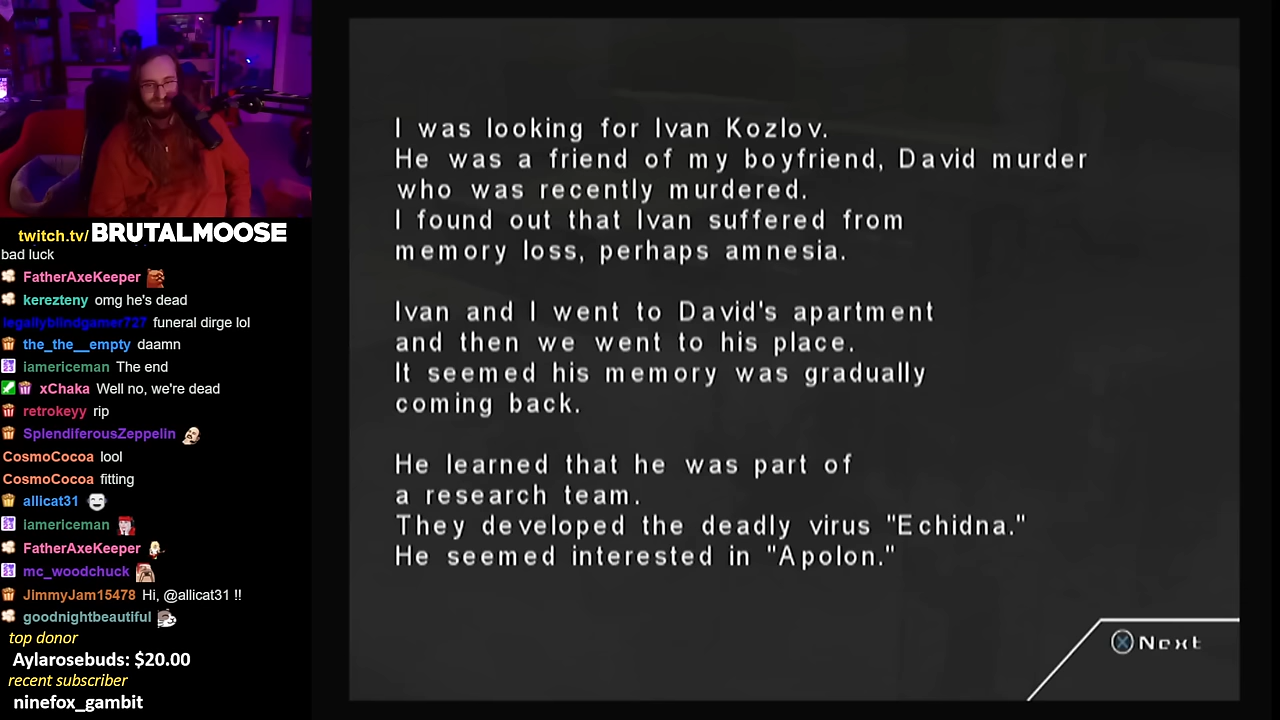 twitch.tv/BRUTALMOOSE
bad luck
FatherAxeKeeper
kerezteny omg he's dead
legallyblindgamer727 funeral dirge lol
the_the__empty daamn
iamericeman The end
xChaka Well no, we're dead
retrokeyy rip
SplendiferousZeppelin
CosmoCocoa lool
CosmoCocoa fitting
allicat31
iamericeman
FatherAxeKeeper
mc_woodchuck
JimmyJam15478 Hi, @allicat31 !!
goodnightbeautiful
top donor
Aylarosebuds: $20.00
recent subscriber
ninefox_gambit
I was looking for Ivan Kozlov.
He was a friend of my boyfriend, David murder
who was recently murdered.
I found out that Ivan suffered from
memory loss, perhaps amnesia.
Ivan and I went to David's apartment
and then we went to his place.
It seemed his memory was gradually
coming back.
He learned that he was part of
a research team.
They developed the deadly virus "Echidna."
He seemed interested in "Apolon."
Next